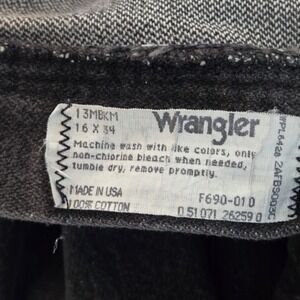 13MBKM
16 X 34
Wrangler
Machine wash with like colors, only
non-chlorine bleach when needed,
tumble dry, remove promptly.
MADE IN USA
100% COTTON
F690-010
0 51071 26259 0